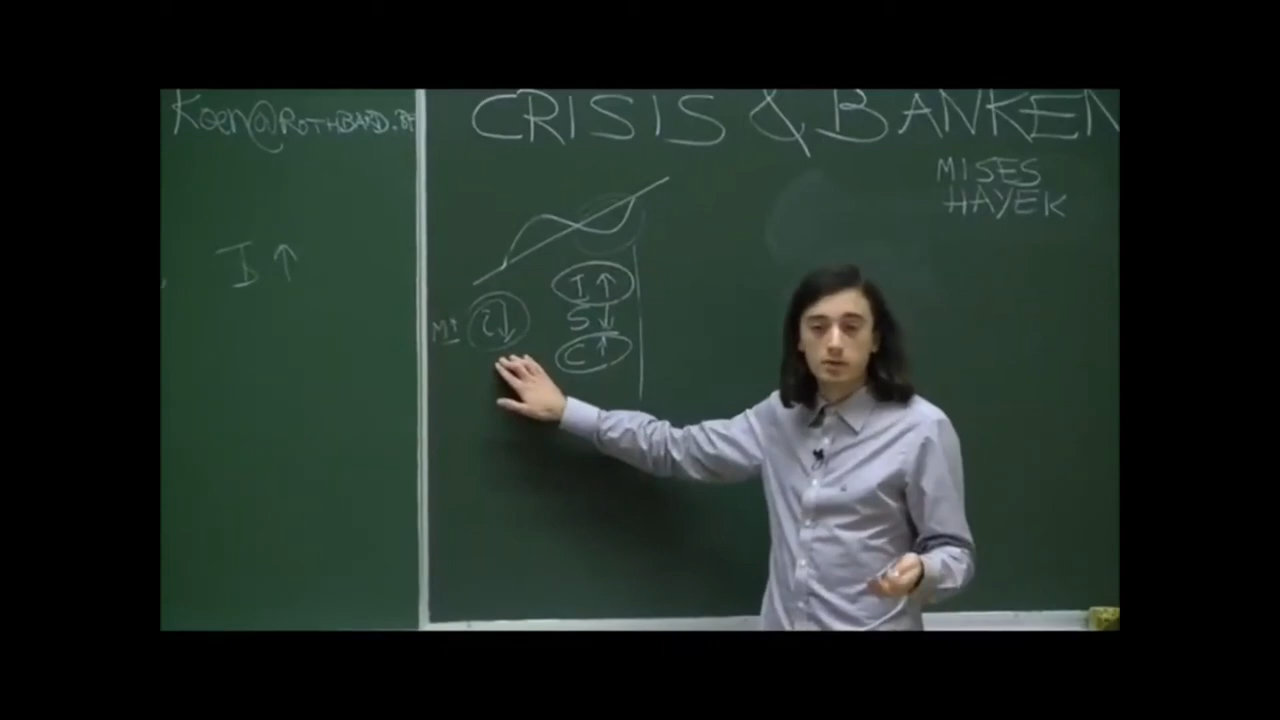 Koen@ROTHBARD.BE
I ↑
CRISIS & BANKEN
MISES
HAYEK
M↑ i↓
I ↑
S↓
C ↑